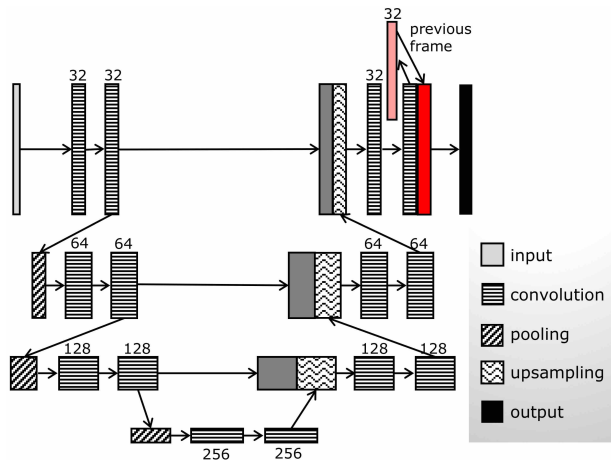 32
previous
frame
32 32
32
64 64
64 64
128 128
128 128
256 256
input
convolution
pooling
upsampling
output